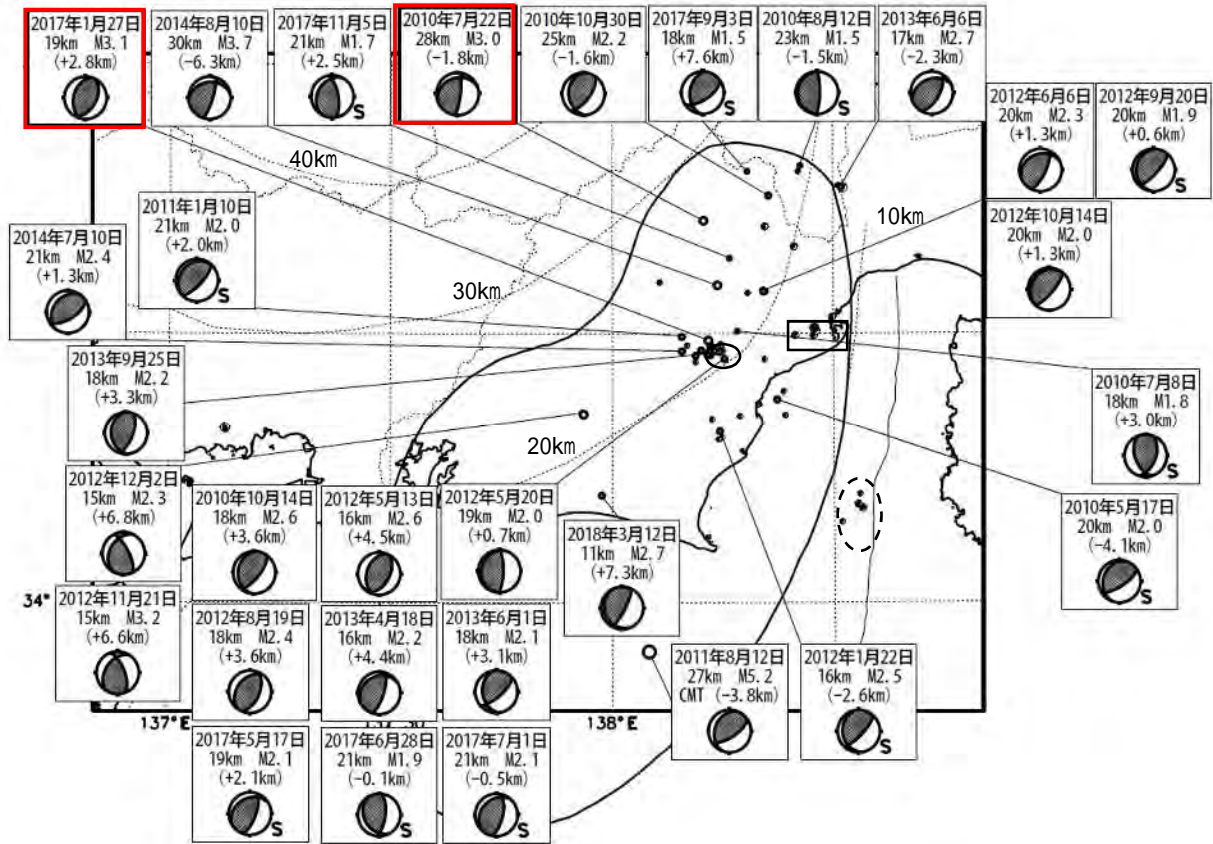 2017年1月27日
19km M3.1
(+2.8km)
2014年8月10日
30km M3.7
(-6.3km)
2017年11月5日
21km M1.7
(+2.5km)
S
2010年7月22日
28km M3.0
(-1.8km)
2010年10月30日
25km M2.2
(-1.6km)
2017年9月3日
18km M1.5
(+7.6km)
S
2010年8月12日
23km M1.5
(-1.5km)
S
2013年6月6日
17km M2.7
(-2.3km)
2012年6月6日
20km M2.3
(+1.3km)
2012年9月20日
20km M1.9
(+0.6km)
S
40km
2011年1月10日
21km M2.0
(+2.0km)
S
10km
2012年10月14日
20km M2.0
(+1.3km)
2014年7月10日
21km M2.4
(+1.3km)
30km
2013年9月25日
18km M2.2
(+3.3km)
2010年7月8日
18km M1.8
(+3.0km)
S
20km
2012年12月2日
15km M2.3
(+6.8km)
2010年10月14日
18km M2.6
(+3.6km)
2012年5月13日
16km M2.6
(+4.5km)
2012年5月20日
19km M2.0
(+0.7km)
2018年3月12日
11km M2.7
(+7.3km)
2010年5月17日
20km M2.0
(-4.1km)
S
34°
2012年11月21日
15km M3.2
(+6.6km)
2012年8月19日
18km M2.4
(+3.6km)
2013年4月18日
16km M2.2
(+4.4km)
2013年6月1日
18km M2.1
(+3.1km)
2011年8月12日
27km M5.2
CMT (-3.8km)
2012年1月22日
16km M2.5
(-2.6km)
S
137°E
138°E
2017年5月17日
19km M2.1
(+2.1km)
S
2017年6月28日
21km M1.9
(-0.1km)
S
2017年7月1日
21km M2.1
(-0.5km)
S